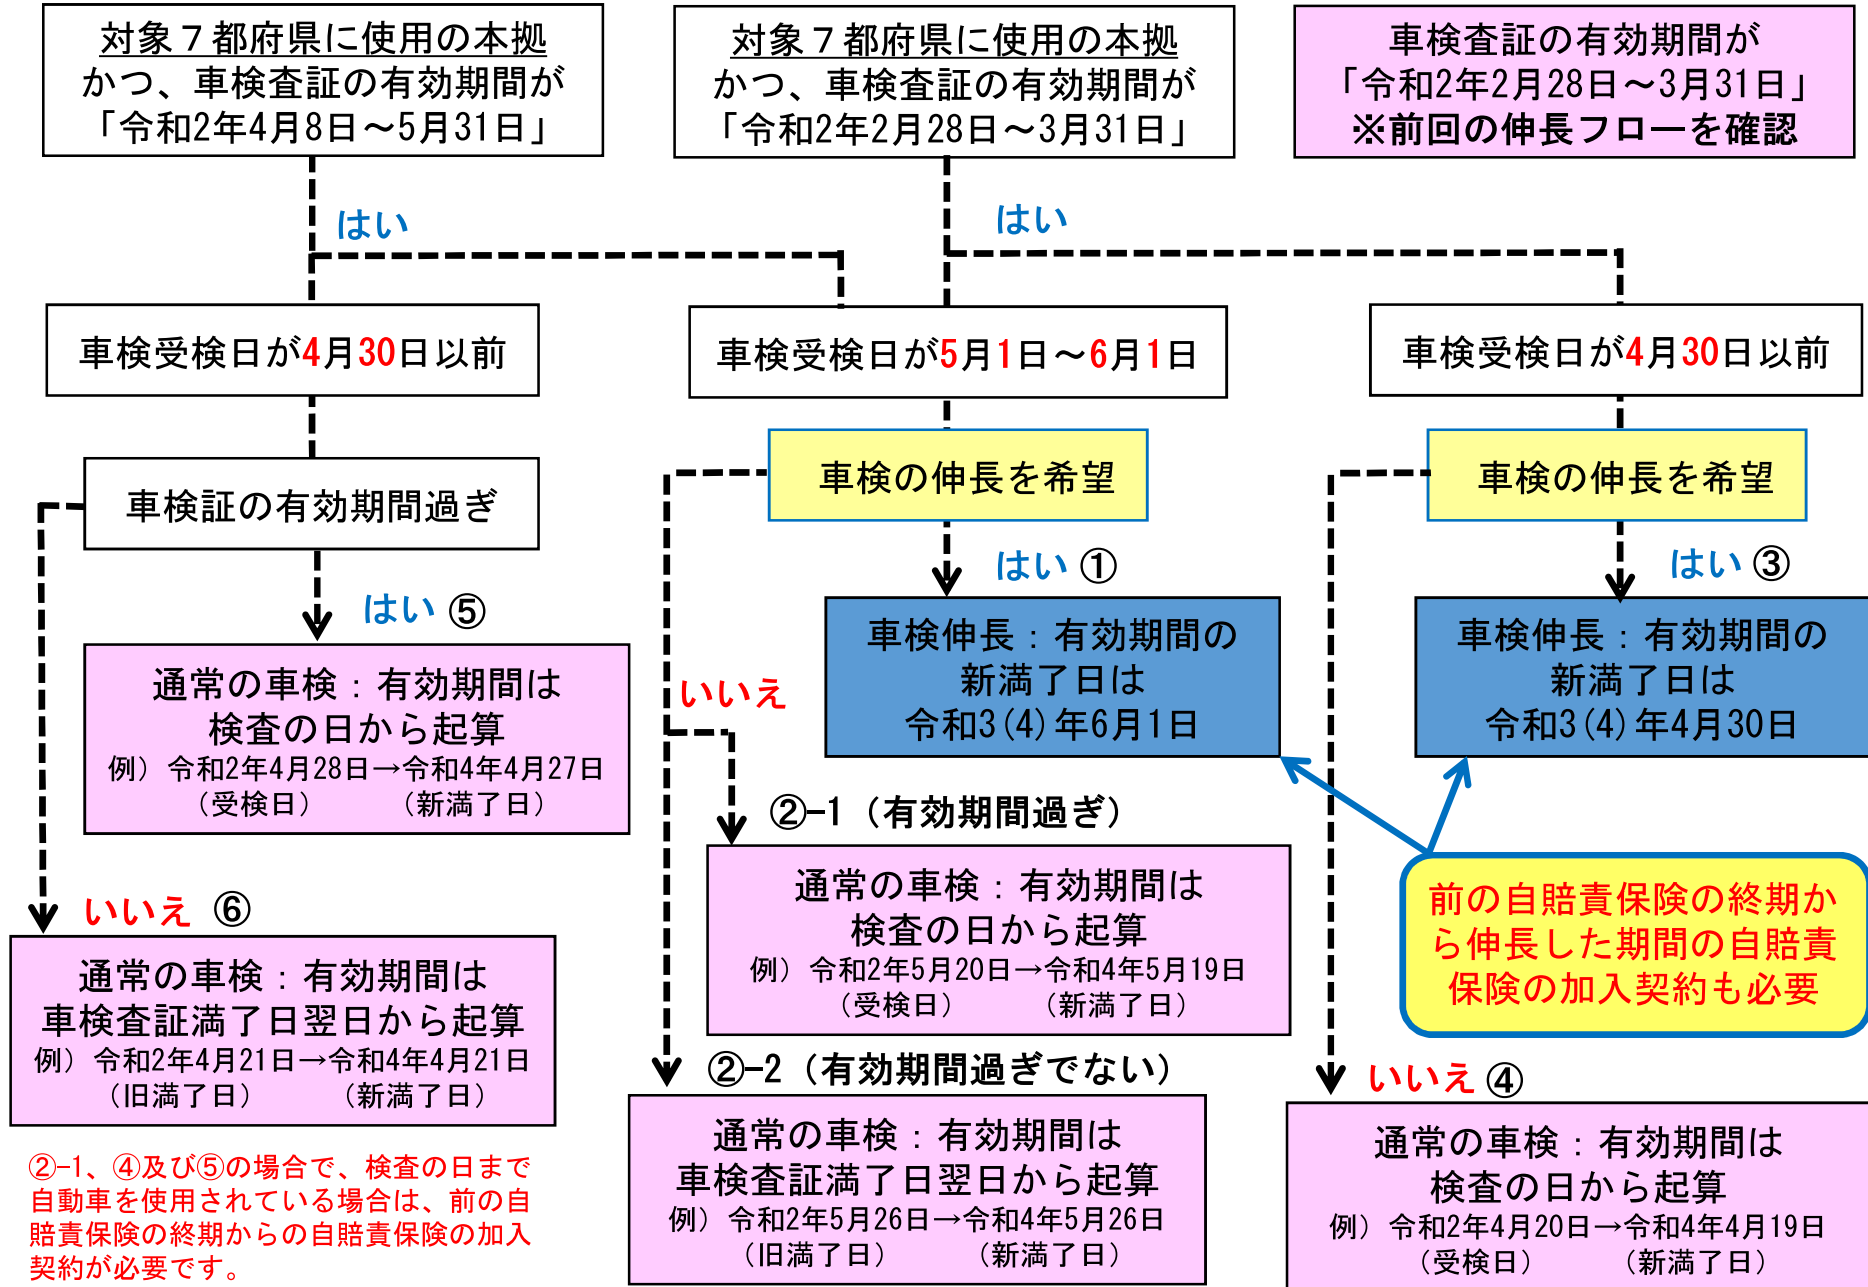 対象７都府県に使用の本拠
かつ、車検査証の有効期間が
「令和2年4月8日～5月31日」
対象７都府県に使用の本拠
かつ、車検査証の有効期間が
「令和2年2月28日～3月31日」
車検査証の有効期間が
「令和2年2月28日～3月31日」
※前回の伸長フローを確認
はい
はい
車検受検日が4月30日以前
車検受検日が5月1日～6月1日
車検受検日が4月30日以前
車検証の有効期間過ぎ
車検の伸長を希望
車検の伸長を希望
はい ⑤
はい ①
はい ③
通常の車検：有効期間は
検査の日から起算
例）令和2年4月28日→令和4年4月27日
（受検日） （新満了日）
いいえ
車検伸長：有効期間の
新満了日は
令和3(4)年6月1日
車検伸長：有効期間の
新満了日は
令和3(4)年4月30日
②-1（有効期間過ぎ）
通常の車検：有効期間は
検査の日から起算
例）令和2年5月20日→令和4年5月19日
（受検日） （新満了日）
前の自賠責保険の終期か
ら伸長した期間の自賠責
保険の加入契約も必要
いいえ ⑥
通常の車検：有効期間は
車検査証満了日翌日から起算
例）令和2年4月21日→令和4年4月21日
（旧満了日） （新満了日）
②-2（有効期間過ぎでない）
通常の車検：有効期間は
車検査証満了日翌日から起算
例）令和2年5月26日→令和4年5月26日
（旧満了日） （新満了日）
いいえ ④
通常の車検：有効期間は
検査の日から起算
例）令和2年4月20日→令和4年4月19日
（受検日） （新満了日）
②-1、④及び⑤の場合で、検査の日まで
自動車を使用されている場合は、前の自
賠責保険の終期からの自賠責保険の加入
契約が必要です。